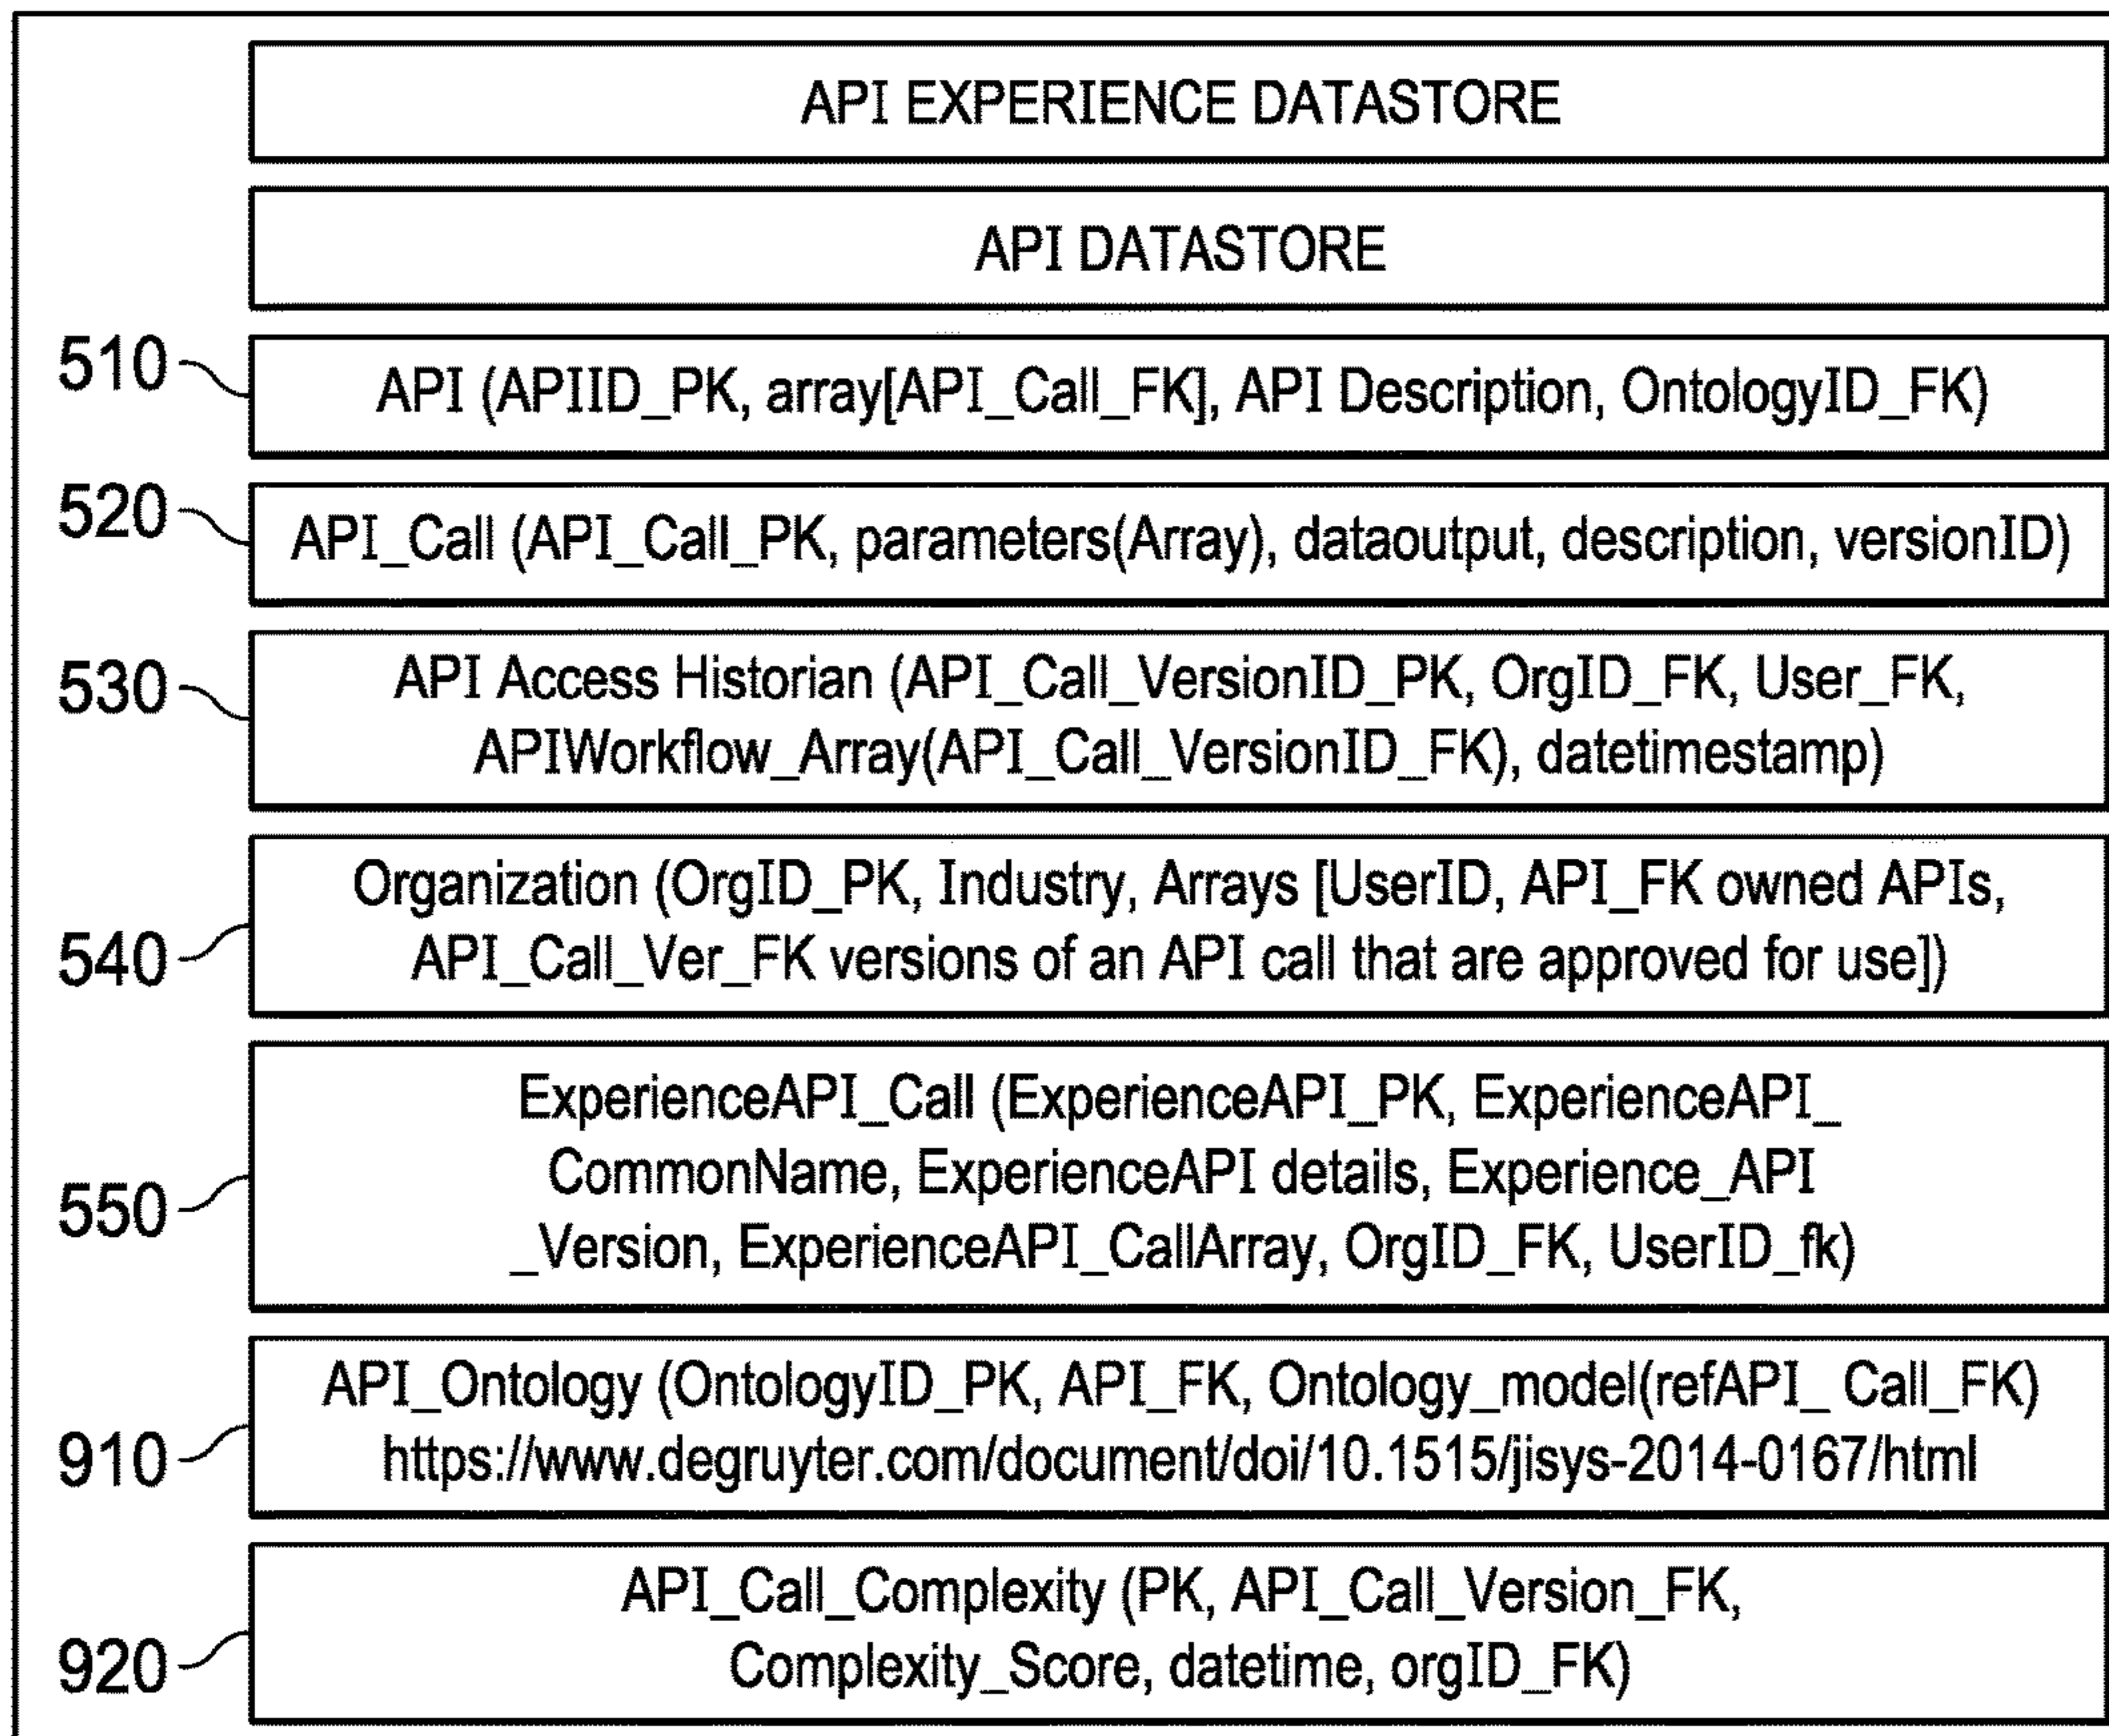 API EXPERIENCE DATASTORE
API DATASTORE
510
API (APIID_PK, array[API_Call_FK], API Description, OntologyID_FK)
520
API_Call (API_Call_PK, parameters(Array), dataoutput, description, versionID)
530
API Access Historian (API_Call_VersionID_PK, OrgID_FK, User_FK,
APIWorkflow_Array(API_Call_VersionID_FK), datetimestamp)
540
Organization (OrgID_PK, Industry, Arrays [UserID, API_FK owned APIs,
API_Call_Ver_FK versions of an API call that are approved for use])
550
ExperienceAPI_Call (ExperienceAPI_PK, ExperienceAPI_
CommonName, ExperienceAPI details, Experience_API
_Version, ExperienceAPI_CallArray, OrgID_FK, UserID_fk)
910
API_Ontology (OntologyID_PK, API_FK, Ontology_model(refAPI_ Call_FK)
https://www.degruyter.com/document/doi/10.1515/jisys-2014-0167/html
920
API_Call_Complexity (PK, API_Call_Version_FK,
Complexity_Score, datetime, orgID_FK)